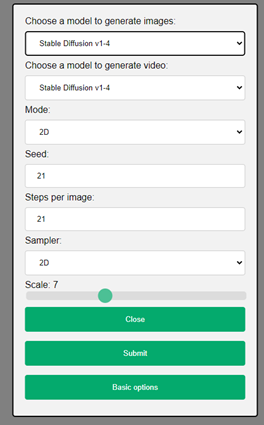 Choose a model to generate images:
Stable Diffusion v1-4
Choose a model to generate video:
Stable Diffusion v1-4
Mode:
2D
Seed:
21
Steps per image:
21
Sampler:
2D
Scale: 7
Close
Submit
Basic options